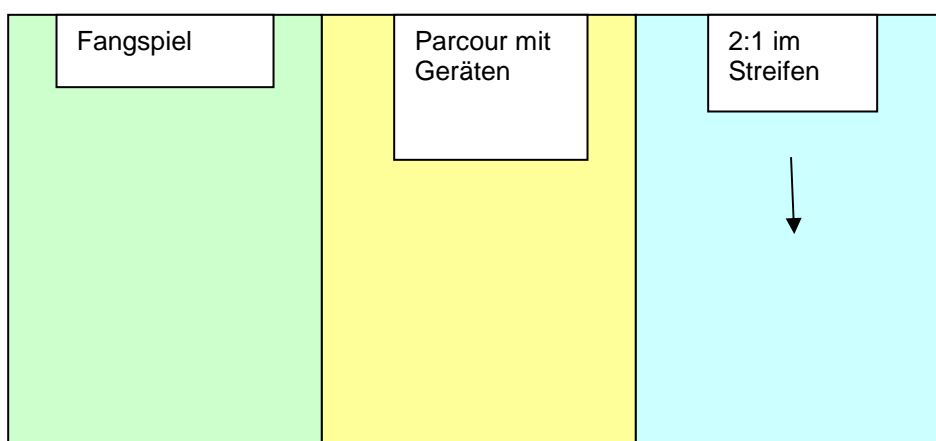 Fangspiel
Parcour mit
Geräten
2:1 im
Streifen